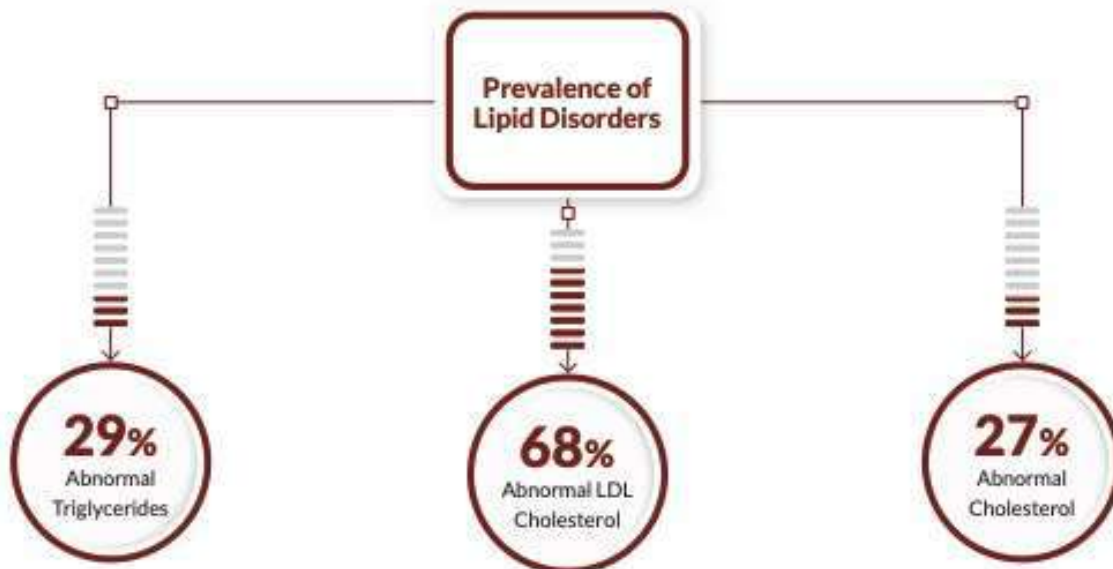 Prevalence of
Lipid Disorders
29%
Abnormal
Triglycerides
68%
Abnormal LDL
Cholesterol
27%
Abnormal
Cholesterol